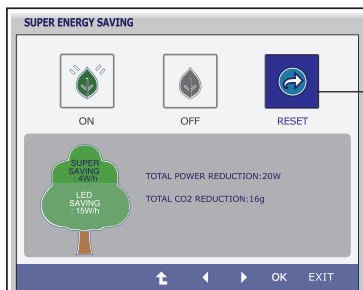 SUPER ENERGY SAVING
ON
OFF
RESET
SUPER
SAVING
: 4W/h
LED
SAVING
: 15W/h
TOTAL POWER REDUCTION:20W
TOTAL CO2 REDUCTION:16g
OK EXIT